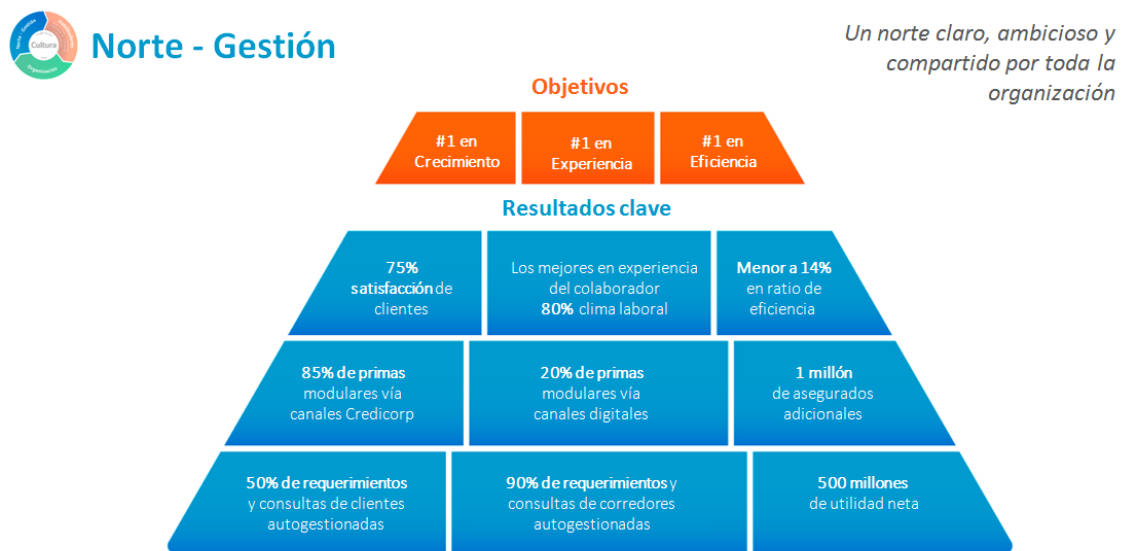 Norte - Gestión
Cultura
Organización
Un norte claro, ambicioso y
compartido por toda la
organización
Objetivos
#1 en
Crecimiento
#1 en
Experiencia
#1 en
Eficiencia
Resultados clave
75%
satisfacción de
clientes
Los mejores en experiencia
del colaborador
80% clima laboral
Menor a 14%
en ratio de
eficiencia
85% de primas
modulares vía
canales Credicorp
20% de primas
modulares vía
canales digitales
1 millón
de asegurados
adicionales
50% de requerimientos
y consultas de clientes
autogestionadas
90% de requerimientos y
consultas de corredores
autogestionadas
500 millones
de utilidad neta